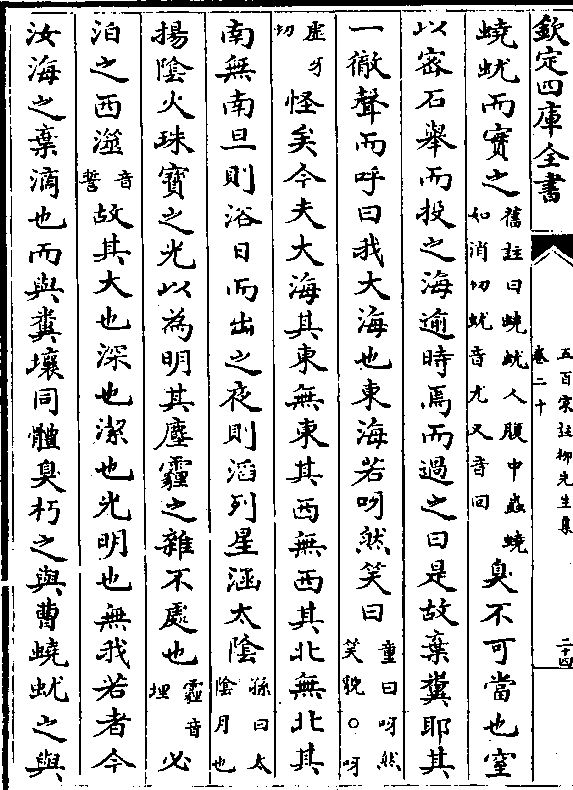 欽定四庫全書
五百家註柳先生集
卷二十
二十四
蟯蚘而實之舊註曰蟯蚘人腹中蟲蟯如消切蚘音尤又音回臭不可當也窒
以密石舉而投之海逾時焉而過之曰是故棄糞耶其
一徹聲而呼曰我大海也東海若呀然笑曰童曰呀然笑貌○呀
虛牙切怪矣今夫大海其東無東其西無西其北無北其
南無南旦則浴日而出之夜則滔列星涵太陰孫曰太陰月也
揚陰火珠寶之光以為明其塵霾之雜不處也霾音埋必
泊之西澨音誓故其大也深也潔也光明也無我若者今
汝海之棄滴也而與糞壤同體臭朽之與曹蟯蚘之與